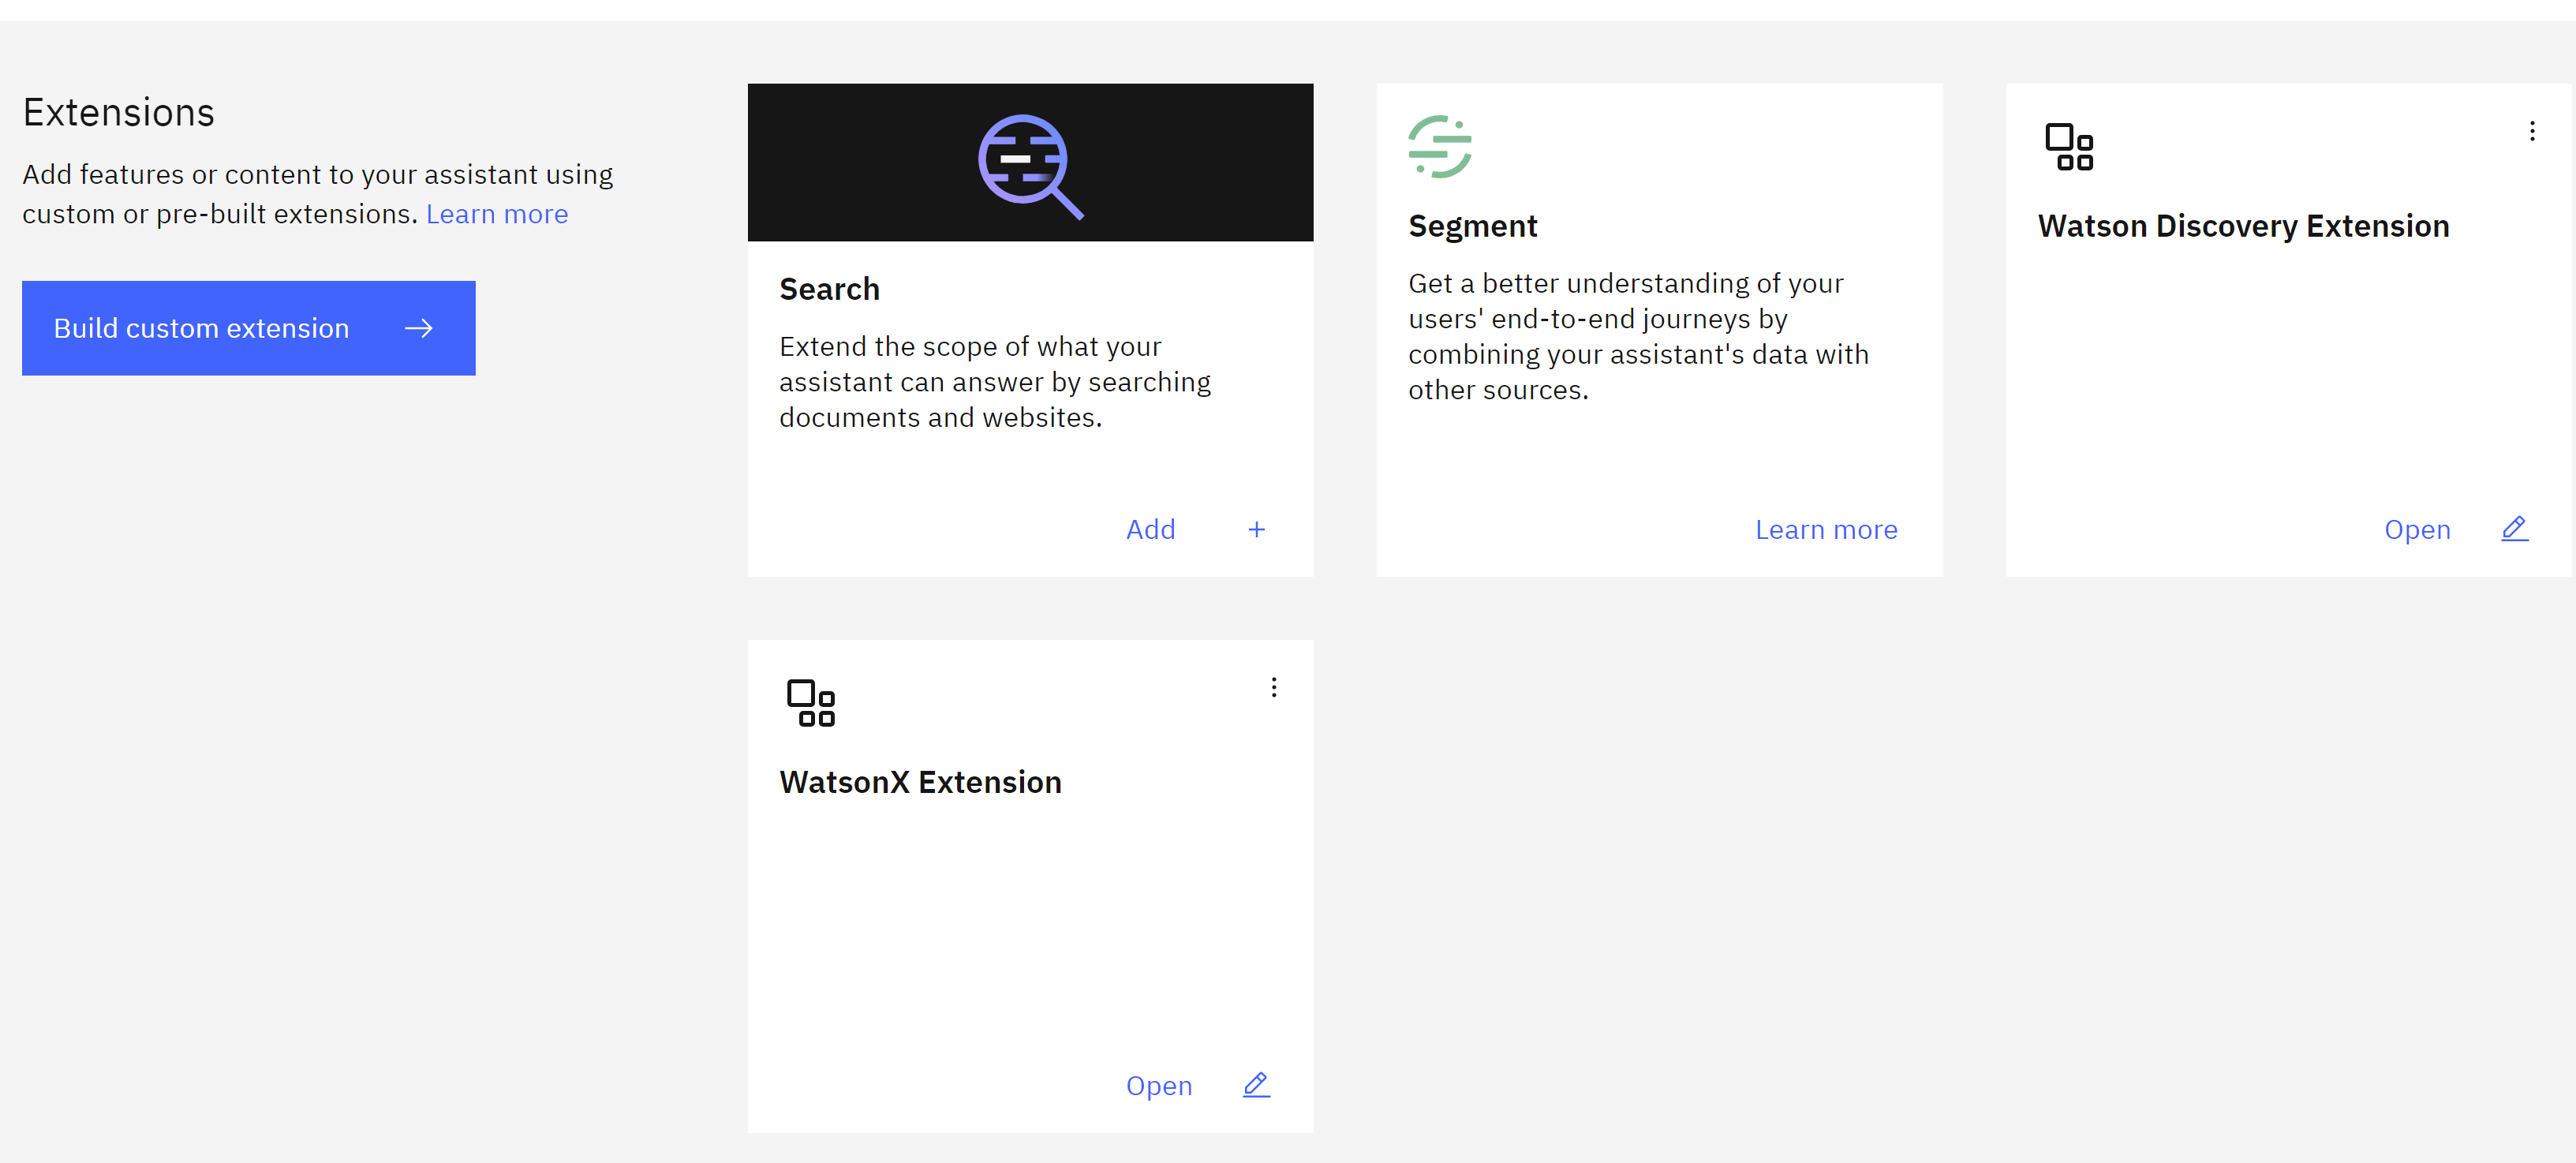 Extensions
Add features or content to your assistant using
custom or pre-built extensions. Learn more
Build custom extension
Search
Extend the scope of what your
assistant can answer by searching
documents and websites.
Add
Segment
Get a better understanding of your
users' end-to-end journeys by
combining your assistant's data with
other sources.
Learn more
Watson Discovery Extension
Open
WatsonX Extension
Open